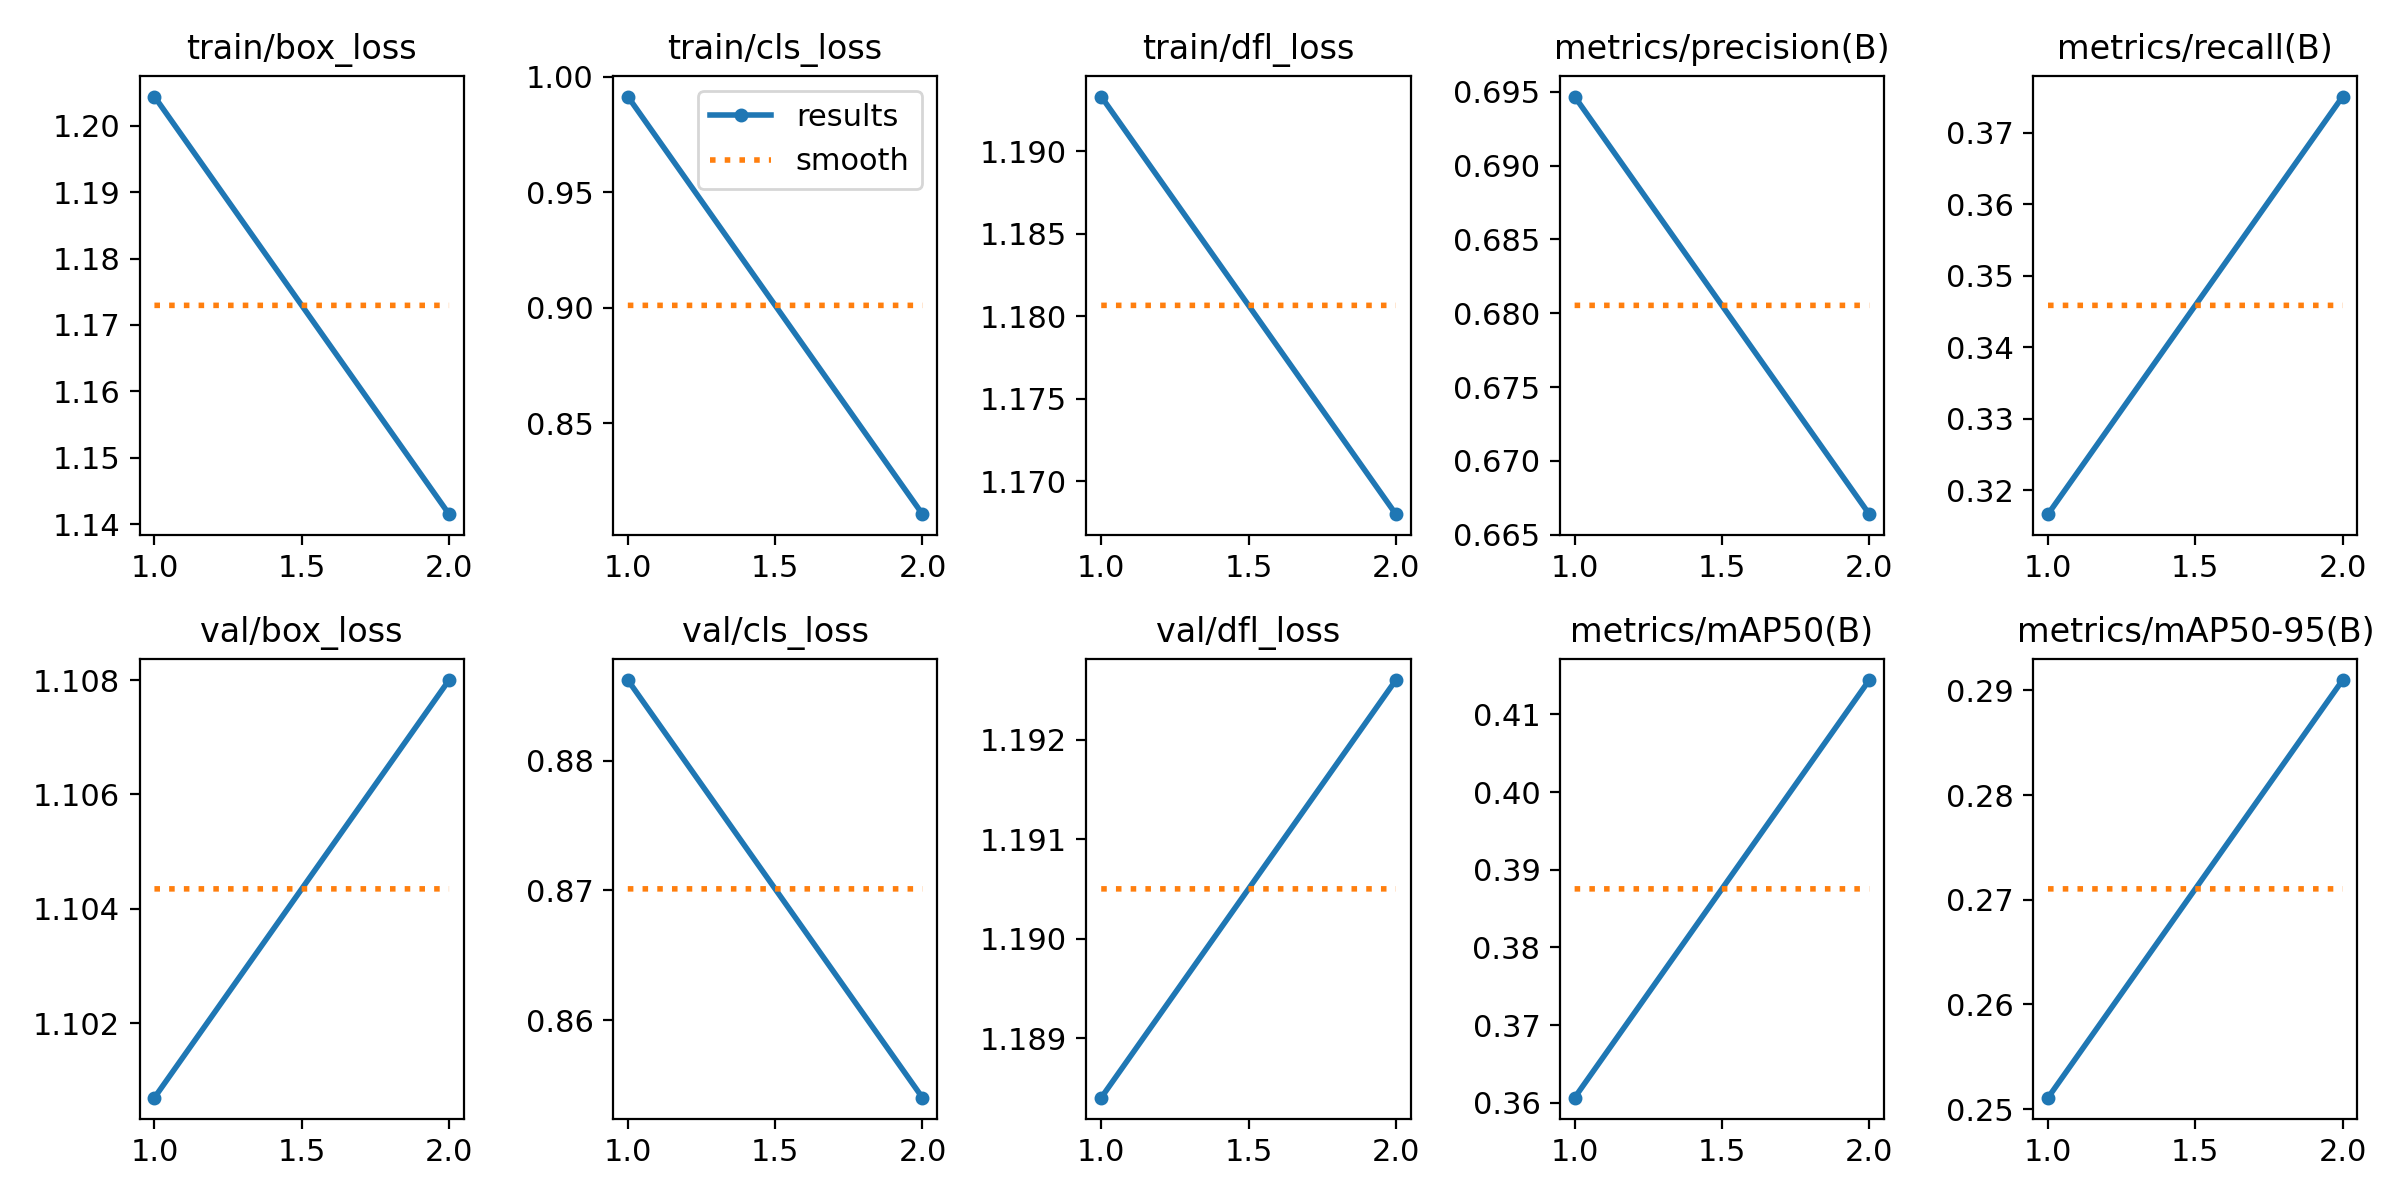 train/box_loss
1.20
1.19
1.18
1.17
1.16
1.15
1.14
1.0 1.5 2.0
train/cls_loss
results
smooth
1.00
0.95
0.90
0.85
1.0 1.5 2.0
train/dfl_loss
1.190
1.185
1.180
1.175
1.170
1.0 1.5 2.0
metrics/precision(B)
0.695
0.690
0.685
0.680
0.675
0.670
0.665
1.0 1.5 2.0
metrics/recall(B)
0.37
0.36
0.35
0.34
0.33
0.32
1.0 1.5 2.0
val/box_loss
1.108
1.106
1.104
1.102
1.0 1.5 2.0
val/cls_loss
0.88
0.87
0.86
1.0 1.5 2.0
val/dfl_loss
1.192
1.191
1.190
1.189
1.0 1.5 2.0
metrics/mAP50(B)
0.41
0.40
0.39
0.38
0.37
0.36
1.0 1.5 2.0
metrics/mAP50-95(B)
0.29
0.28
0.27
0.26
0.25
1.0 1.5 2.0